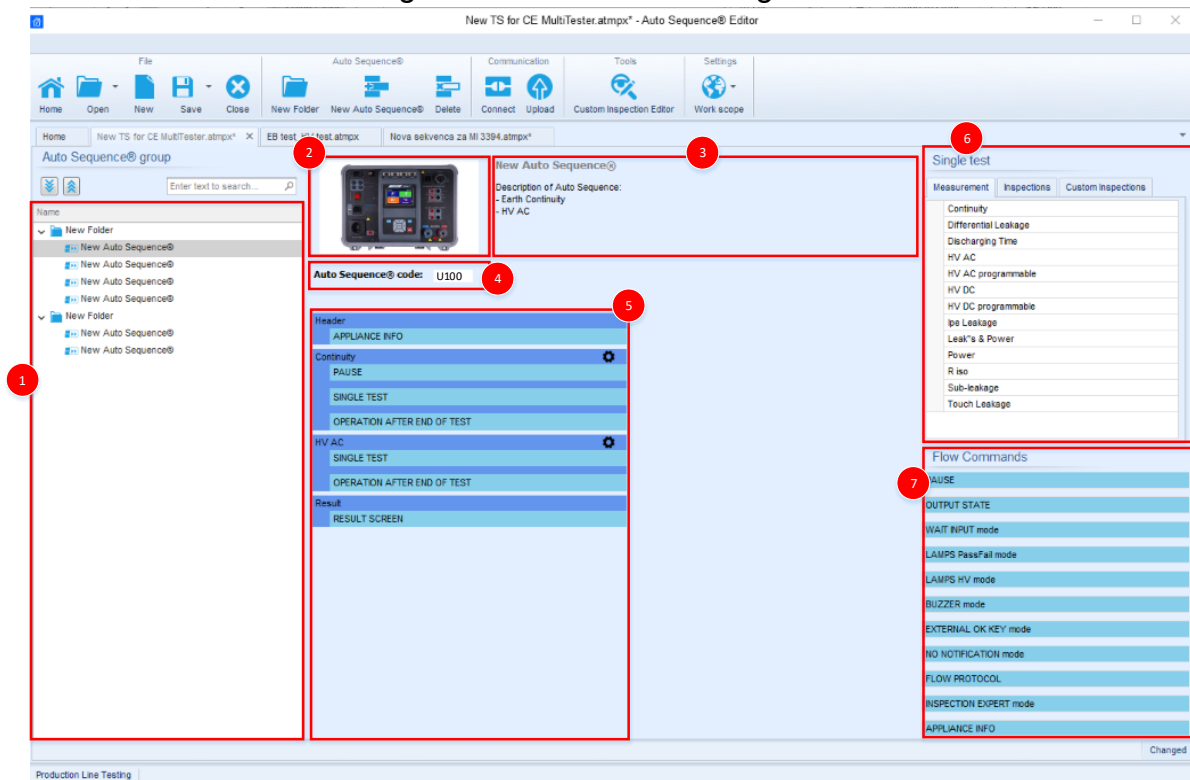 New TS for CE MultiTester.atmpx* - Auto Sequence® Editor
File
Auto Sequence®
Communication
Tools
Settings
Home
Open
New
Save
Close
New Folder
New Auto Sequence®
Delete
Connect
Upload
Custom Inspection Editor
Work scope
Home
New TS for CE MultiTester.atmpx*
EB test_HV test.atmpx
Nova sekvenca za MI 3394.atmpx*
Auto Sequence® group
Enter text to search...
Name
New Folder
New Auto Sequence®
New Auto Sequence®
New Auto Sequence®
New Auto Sequence®
New Folder
New Auto Sequence®
New Auto Sequence®
1
2
3
New Auto Sequence®
Description of Auto Sequence:
- Earth Continuity
- HV AC
Auto Sequence® code: U100
4
5
Header
APPLIANCE INFO
Continuity
PAUSE
SINGLE TEST
OPERATION AFTER END OF TEST
HV AC
SINGLE TEST
OPERATION AFTER END OF TEST
Result
RESULT SCREEN
6
Single test
Measurement
Inspections
Custom Inspections
Continuity
Differential Leakage
Discharging Time
HV AC
HV AC programmable
HV DC
HV DC programmable
Ipe Leakage
Leak"s & Power
Power
R iso
Sub-leakage
Touch Leakage
Flow Commands
7
PAUSE
OUTPUT STATE
WAIT INPUT mode
LAMPS PassFail mode
LAMPS HV mode
BUZZER mode
EXTERNAL OK KEY mode
NO NOTIFICATION mode
FLOW PROTOCOL
INSPECTION EXPERT mode
APPLIANCE INFO
Changed
Production Line Testing